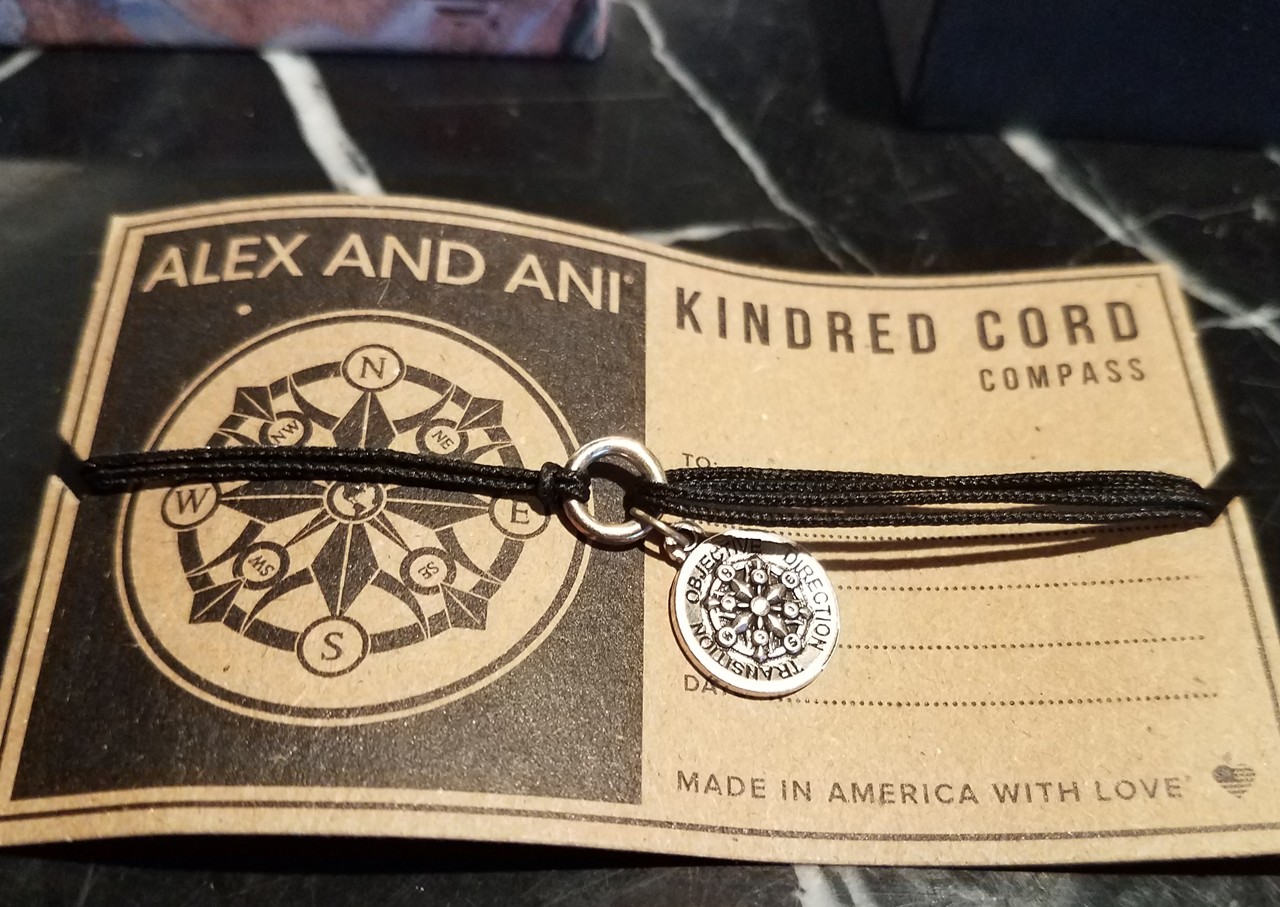 ALEX AND ANI®
N
NW
NE
W
E
SW
SE
S
KINDRED CORD
COMPASS
TO:
MADE IN AMERICA WITH LOVE
OBJECTIVE DIRECTION TRANSITION